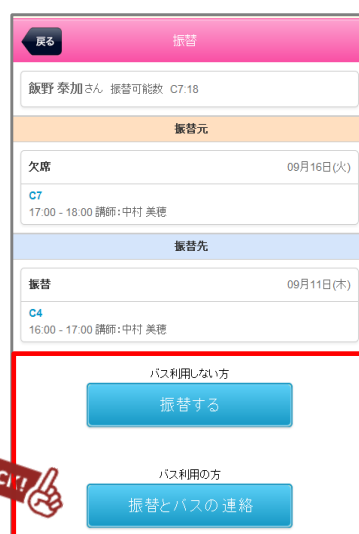 戻る
振替
飯野 泰加さん 振替可能数 C7:18
振替元
欠席 09月16日(火)
C7
17:00 - 18:00 講師:中村 美穂
振替先
振替 09月11日(木)
C4
16:00 - 17:00 講師:中村 美穂
バス利用しない方
振替する
バス利用の方
振替とバスの連絡